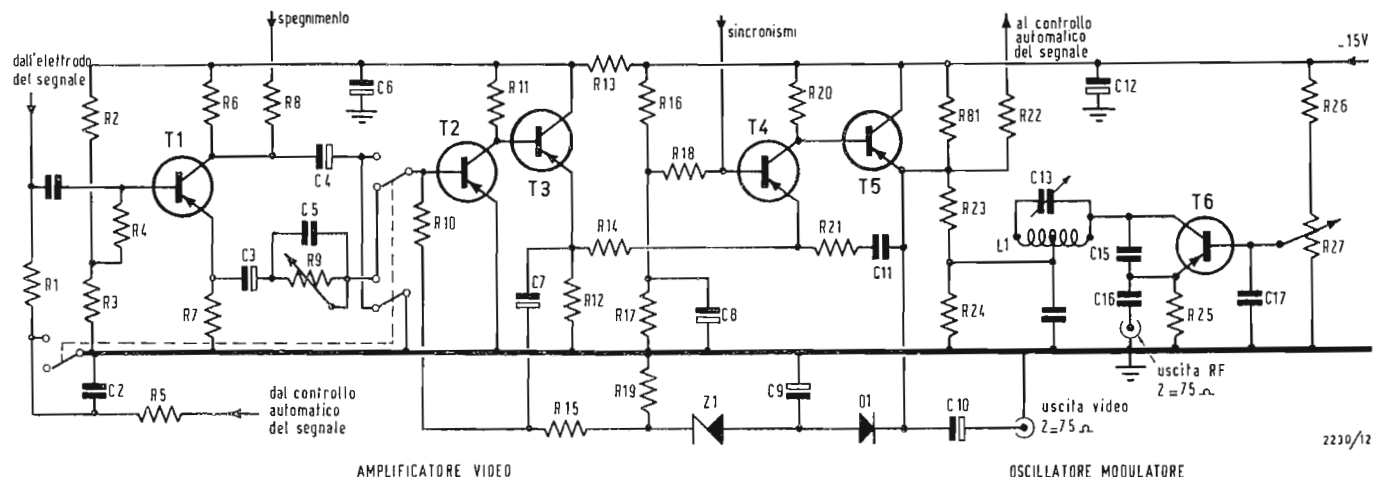 spegnimento
sincronismi
al controllo
automatico
del segnale
_15V
dall'elettrodo
del segnale
R2
R6
R8
C6
R11
R13
R16
R20
R81
R22
C12
R26
T1
C4
T2
T3
R18
T4
T5
C13
T6
R4
C5
R10
R14
R21
R23
L1
C15
R27
R1
R3
C3
R9
C7
R12
C11
C16
C17
R7
R17
C8
R24
R25
C2
R5
dal controllo
automatico
del segnale
R19
R15
Z1
C9
D1
C10
uscita video
Z=75Ω
uscita RF
Z=75Ω
2230/12
AMPLIFICATORE VIDEO
OSCILLATORE MODULATORE